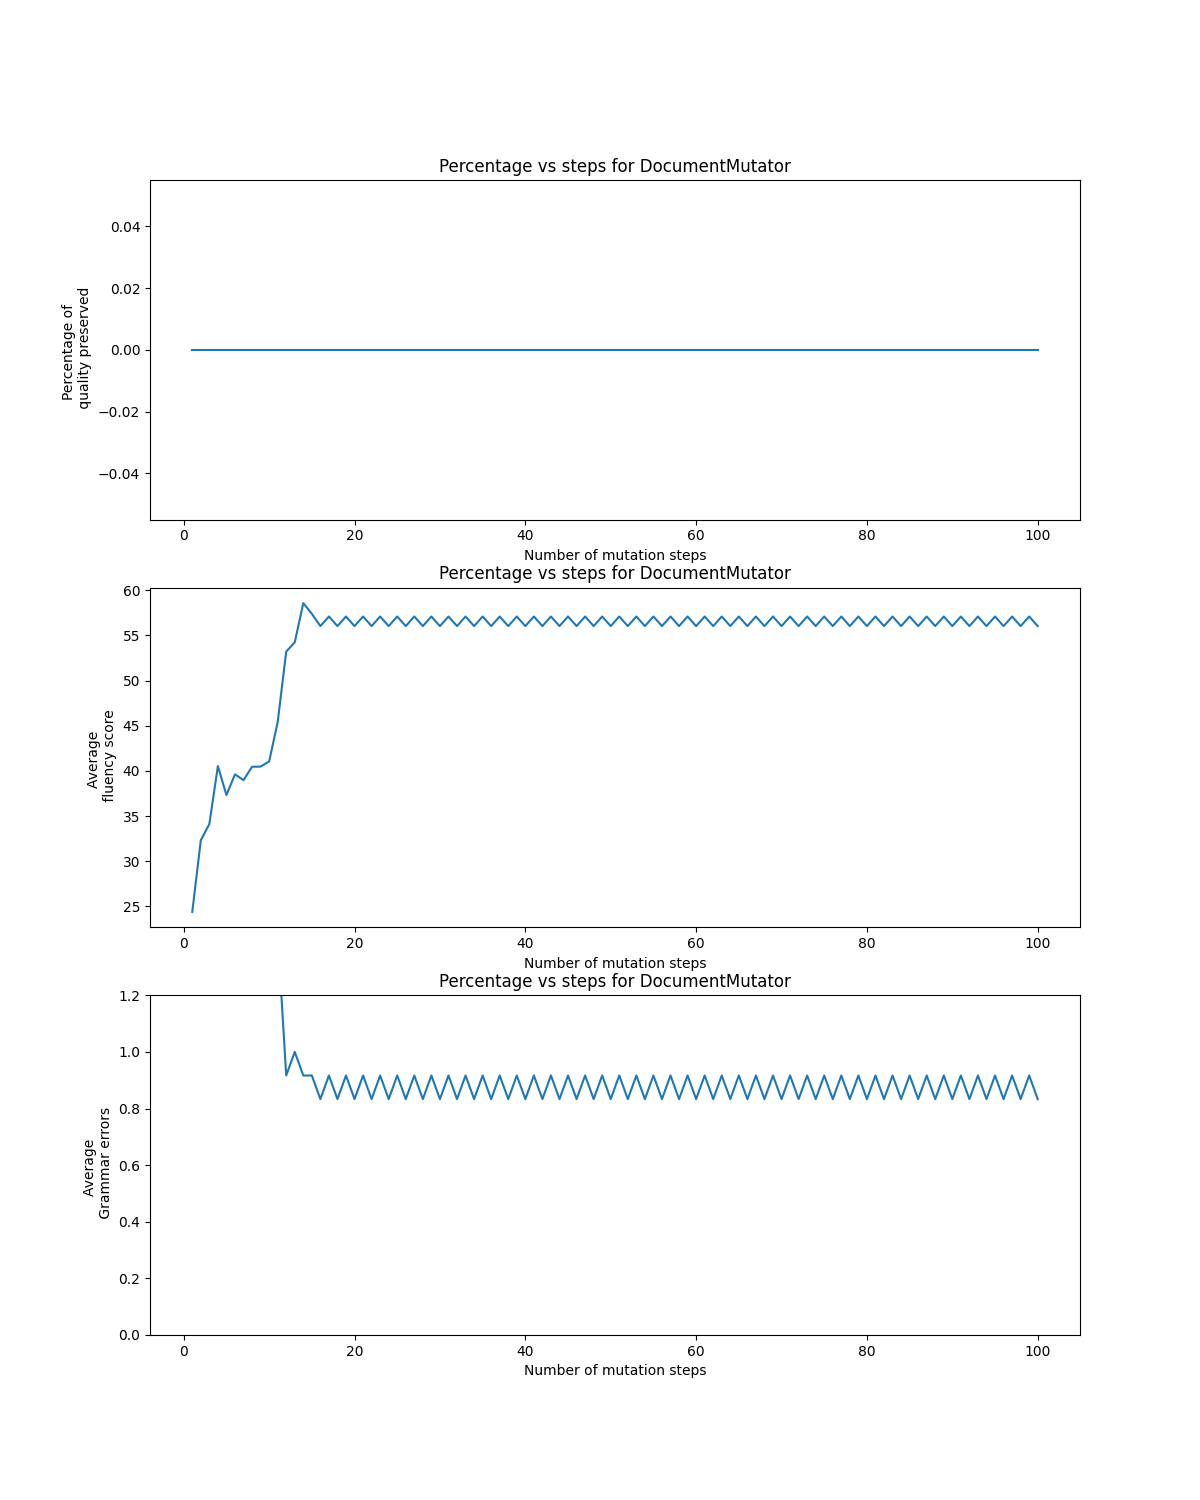 Percentage vs steps for DocumentMutator
Percentage of
quality preserved
0.04
0.02
0.00
−0.02
−0.04
0 20 40 60 80 100
Number of mutation steps
Percentage vs steps for DocumentMutator
Average
fluency score
60
55
50
45
40
35
30
25
0 20 40 60 80 100
Number of mutation steps
Percentage vs steps for DocumentMutator
Average
Grammar errors
1.2
1.0
0.8
0.6
0.4
0.2
0.0
0 20 40 60 80 100
Number of mutation steps